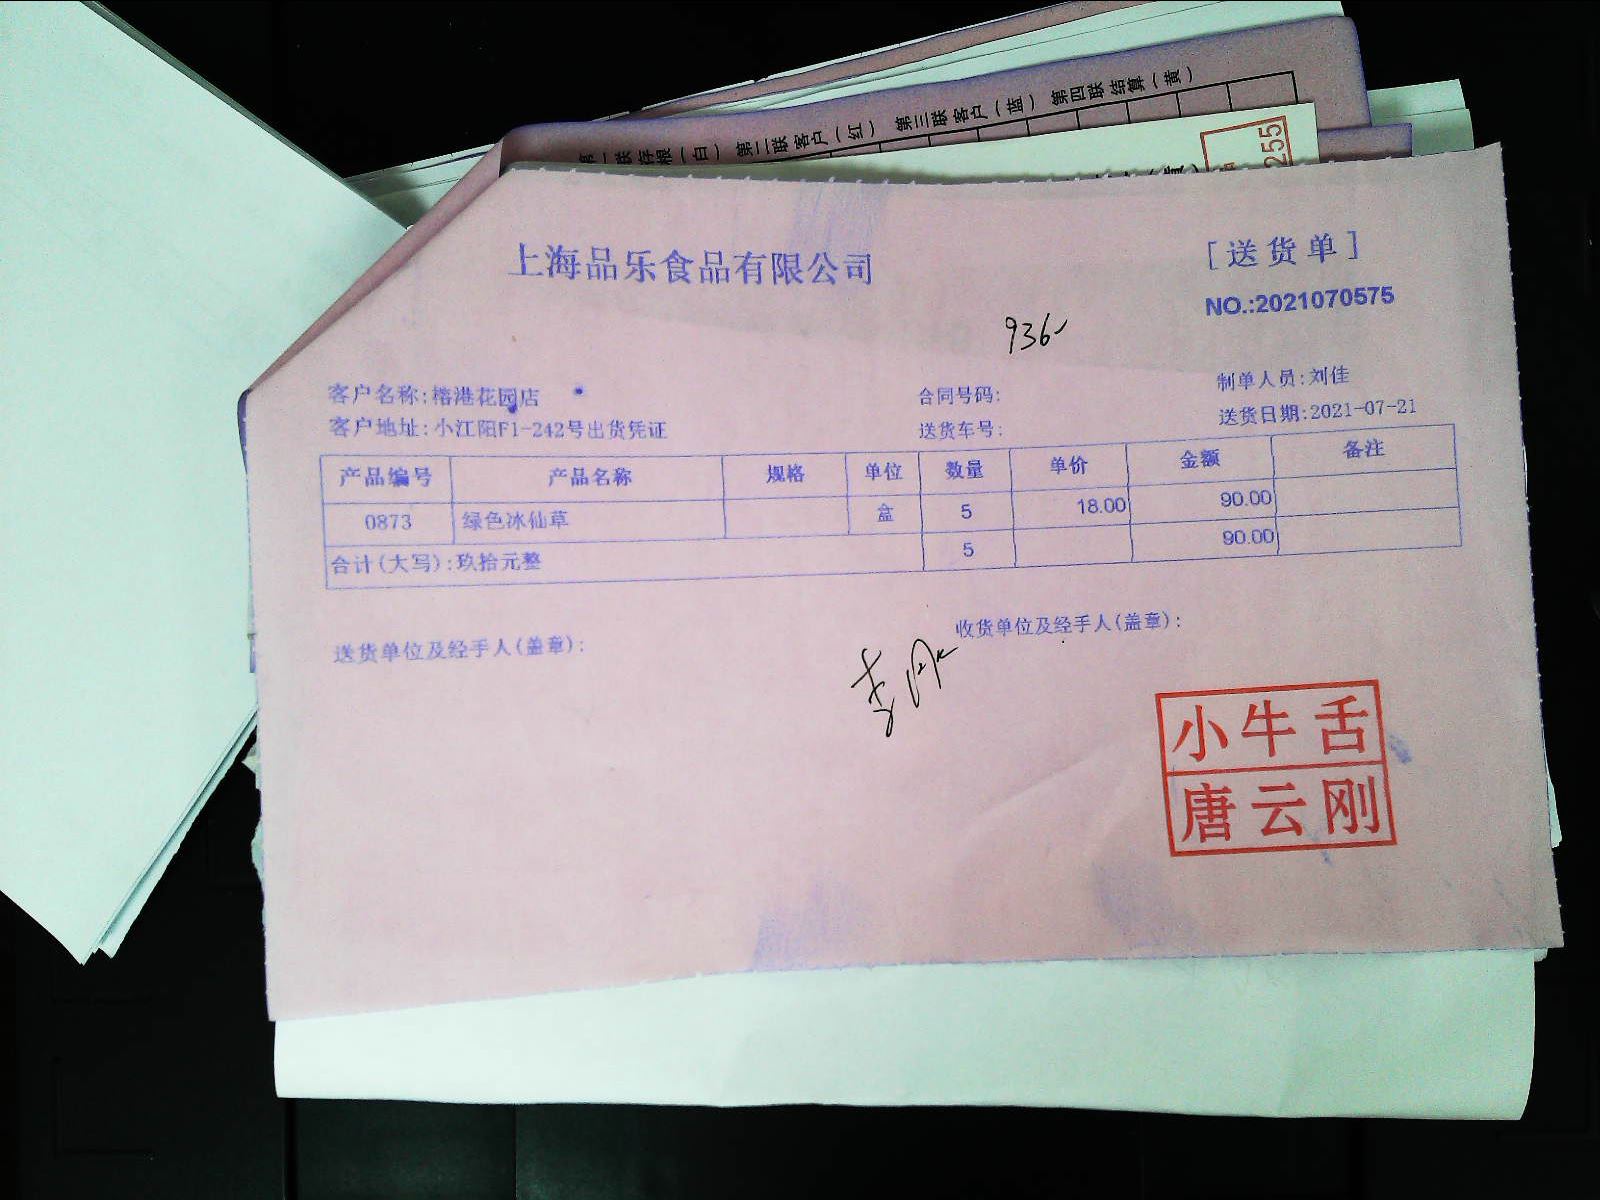 第一联存根（白） 第二联客户（红） 第三联客户（蓝） 第四联结算（黄）
255
上海品乐食品有限公司
[送货单]
NO.:2021070575
936
客户名称:榕港花园店
合同号码:
制单人员:刘佳
客户地址:小江阳F1-242号出货凭证
送货车号:
送货日期:2021-07-21
产品编号 产品名称 规格 单位 数量 单价 金额 备注
0873 绿色冰仙草 盒 5 18.00 90.00
合计(大写):玖拾元整 5 90.00
送货单位及经手人(盖章):
收货单位及经手人(盖章):
小牛舌
唐云刚